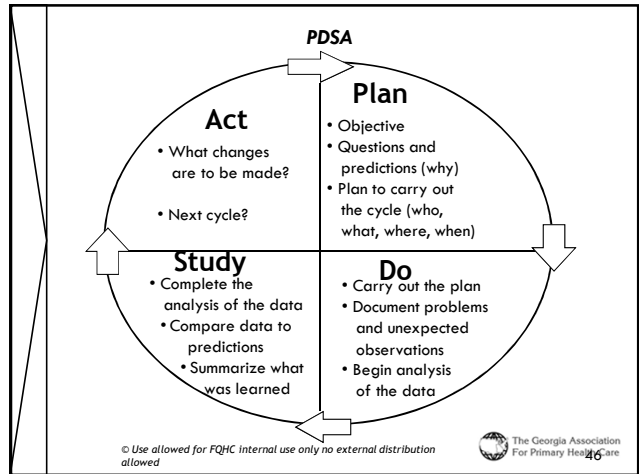 PDSA
Plan
• Objective
• Questions and
predictions (why)
• Plan to carry out
the cycle (who,
what, where, when)
Do
• Carry out the plan
• Document problems
and unexpected
observations
• Begin analysis
of the data
Study
• Complete the
analysis of the data
• Compare data to
predictions
• Summarize what
was learned
Act
• What changes
are to be made?
• Next cycle?
© Use allowed for FQHC internal use only no external distribution
allowed
The Georgia Association
For Primary Health Care
46